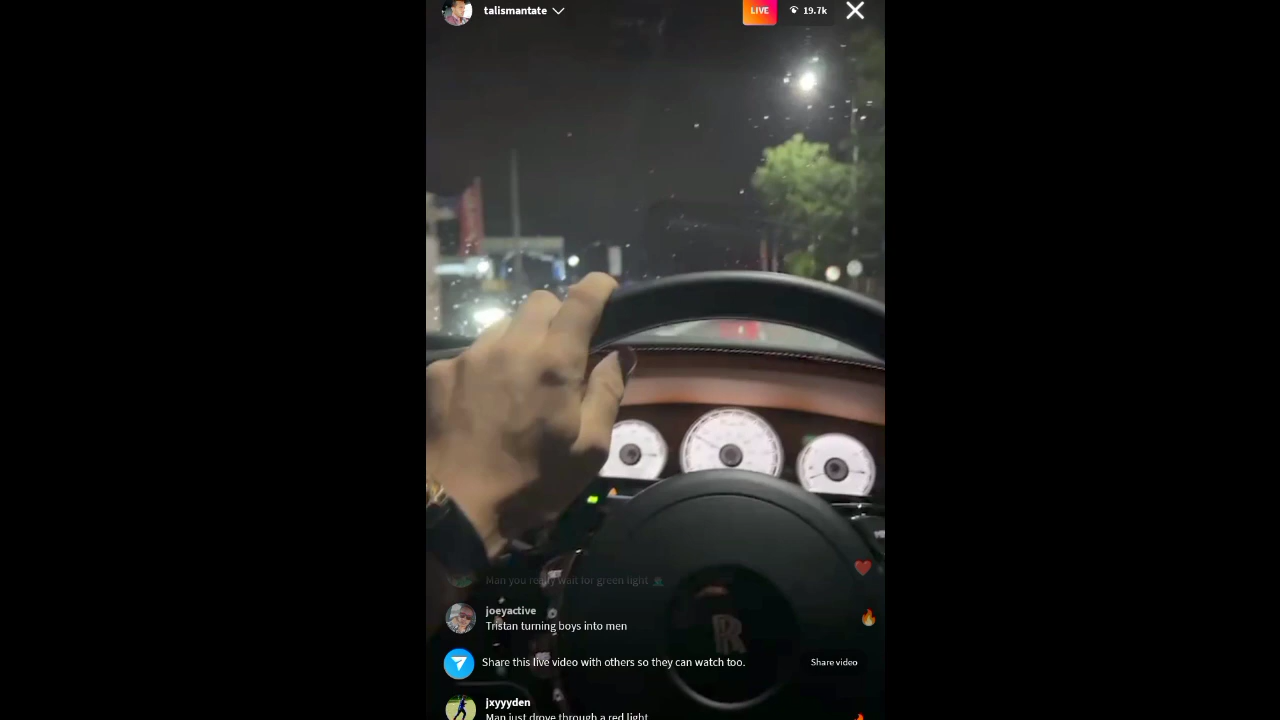 talismantate
LIVE
19.7k
Man you really wait for green light
joeyactive
Tristan turning boys into men
Share this live video with others so they can watch too.
Share video
jxyyyden
Man just drove through a red light